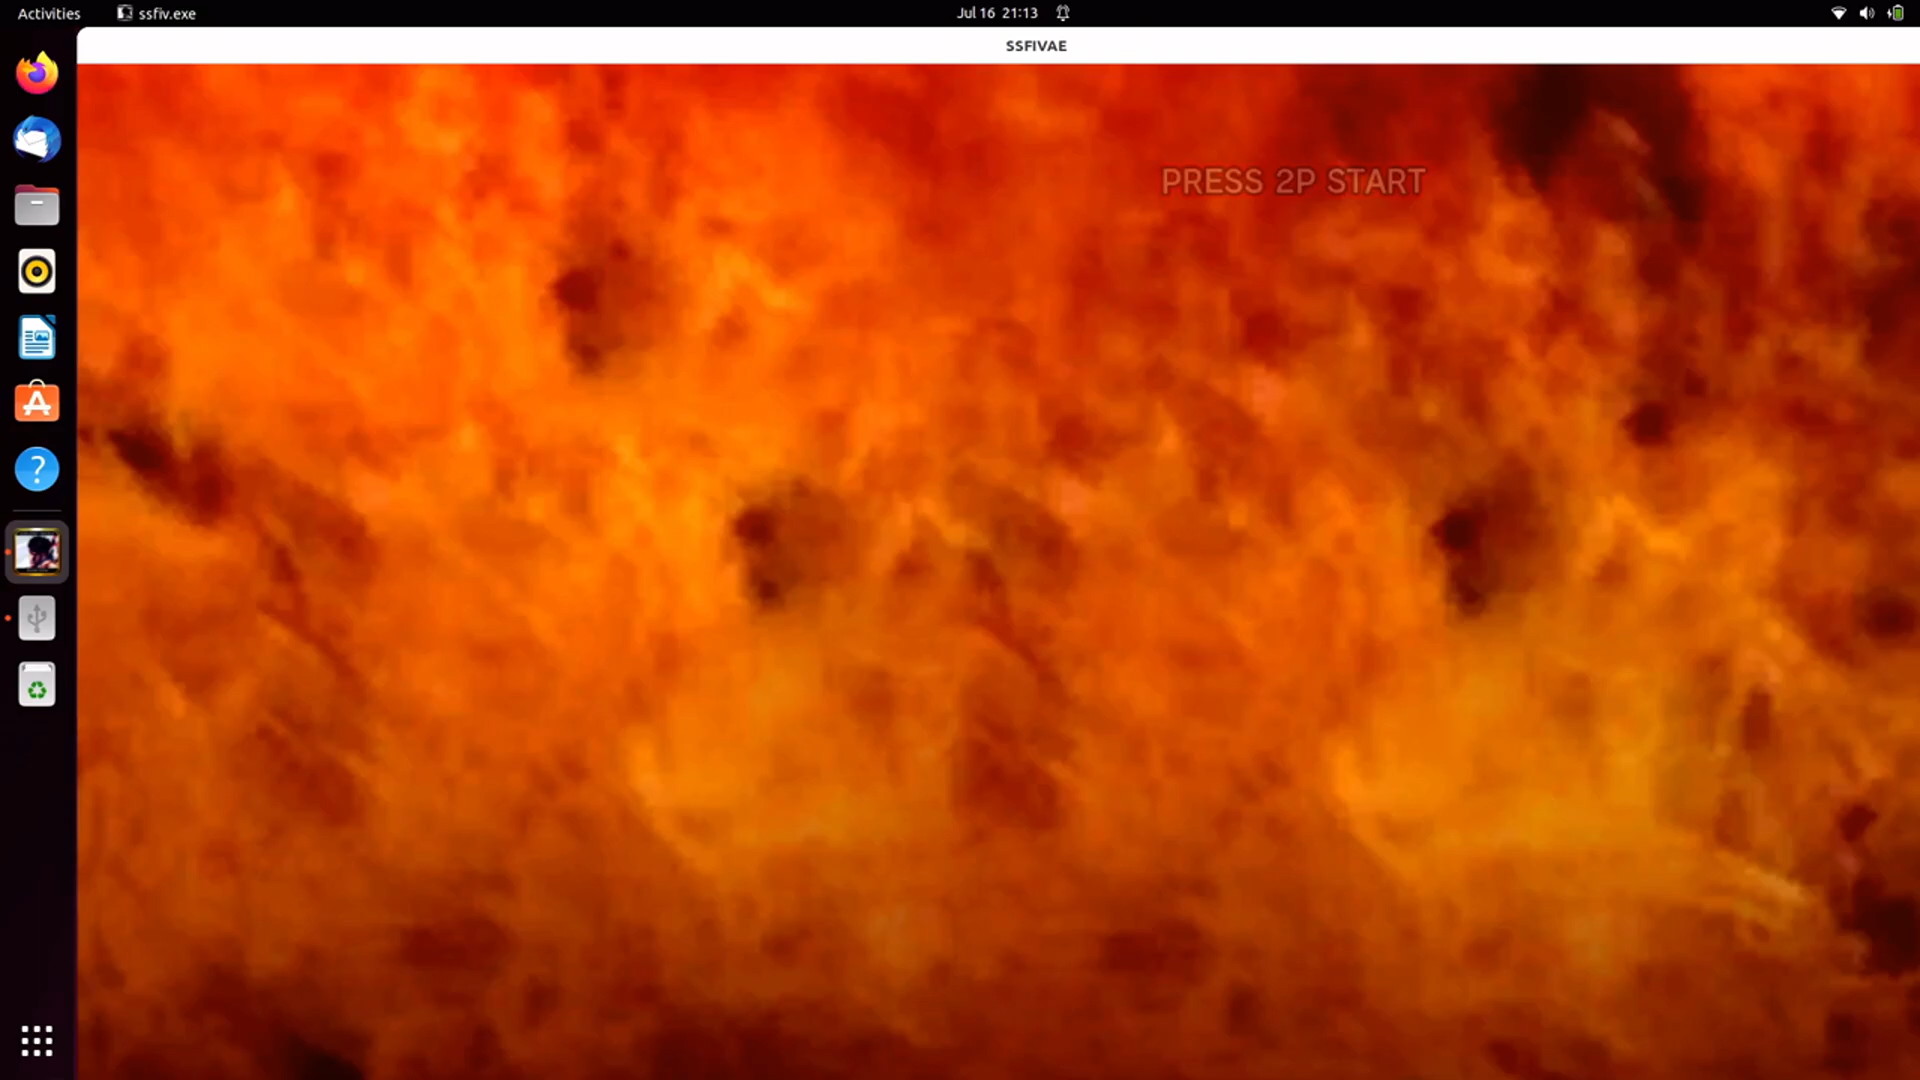 Activities
ssfiv.exe
Jul 16 21:13
SSFIVAE
PRESS 2P START